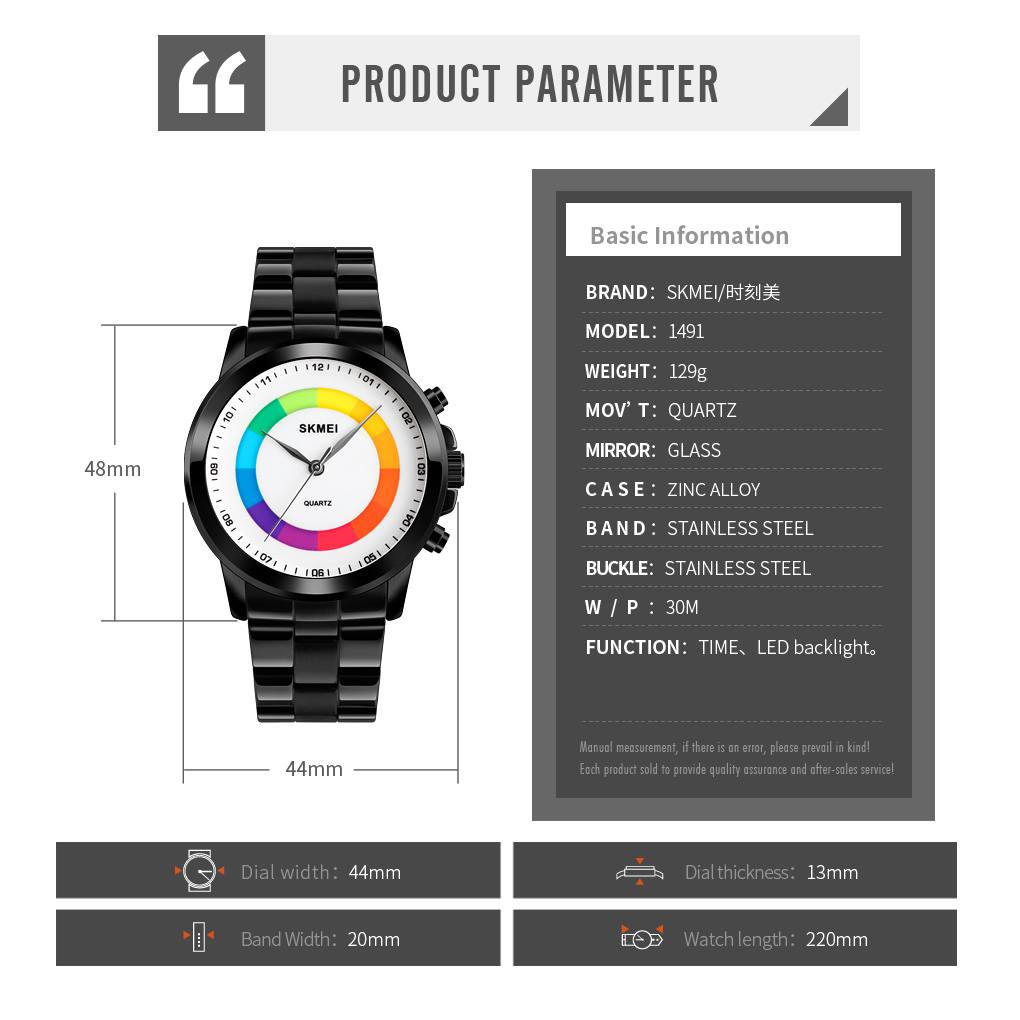 “ PRODUCT PARAMETER
Basic Information
BRAND： SKMEI/时刻美
MODEL： 1491
WEIGHT： 129g
MOV’ T： QUARTZ
MIRROR： GLASS
CASE： ZINC ALLOY
BAND： STAINLESS STEEL
BUCKLE： STAINLESS STEEL
W / P ： 30M
FUNCTION： TIME、LED backlight。
Manual measurement, if there is an error, please prevail in kind!
Each product sold to provide quality assurance and after-sales service!
12
01
02
03
04
05
06
07
08
09
10
11
SKMEI
QUARTZ
48mm
44mm
Dial width： 44mm
Dial thickness： 13mm
Band Width： 20mm
Watch length： 220mm